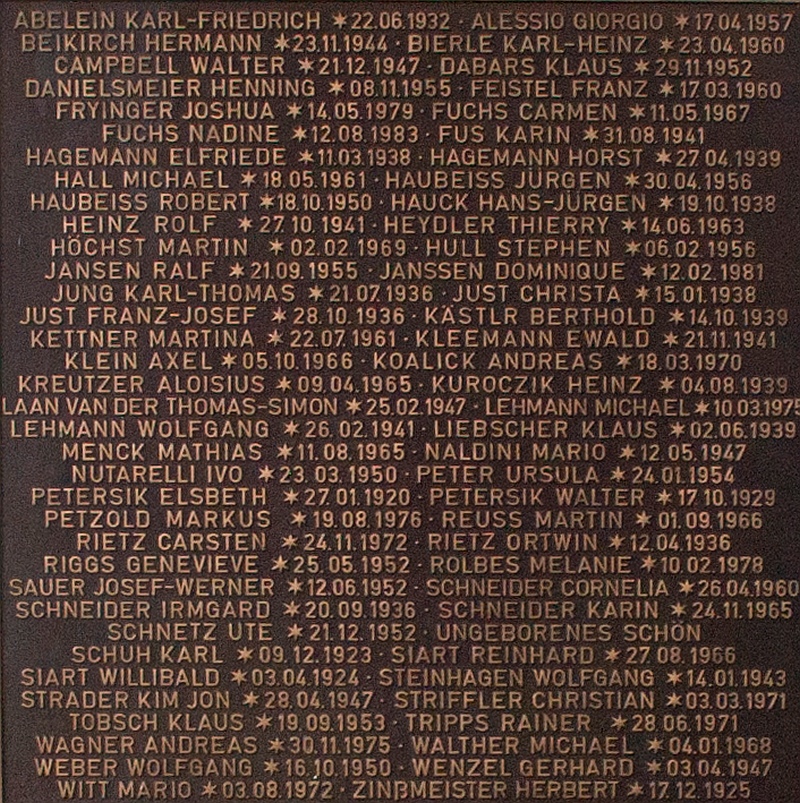 ABELEIN KARL-FRIEDRICH *22.06.1932 · ALESSIO GIORGIO *17.04.1957
BEIKIRCH HERMANN *23.11.1944 · BIERLE KARL-HEINZ *23.04.1960
CAMPBELL WALTER *21.12.1947 · DABARS KLAUS *29.11.1952
DANIELSMEIER HENNING *08.11.1955 · FEISTEL FRANZ *17.03.1960
FRYINGER JOSHUA *14.05.1979 · FUCHS CARMEN *11.05.1967
FUCHS NADINE *12.08.1983 · FUS KARIN *31.08.1941
HAGEMANN ELFRIEDE *11.03.1938 · HAGEMANN HORST *27.04.1939
HALL MICHAEL *18.05.1961 · HAUBEISS JÜRGEN *30.04.1956
HAUBEISS ROBERT *18.10.1950 · HAUCK HANS-JÜRGEN *19.10.1938
HEINZ ROLF *27.10.1941 · HEYDLER THIERRY *14.06.1963
HÖCHST MARTIN *02.02.1969 · HULL STEPHEN *06.02.1956
JANSEN RALF *21.09.1955 · JANSSEN DOMINIQUE *12.02.1981
JUNG KARL-THOMAS *21.07.1936 · JUST CHRISTA *15.01.1938
JUST FRANZ-JOSEF *28.10.1936 · KÄSTLR BERTHOLD *14.10.1939
KETTNER MARTINA *22.07.1961 · KLEEMANN EWALD *21.11.1941
KLEIN AXEL *05.10.1966 · KOALICK ANDREAS *18.03.1970
KREUTZER ALOISIUS *09.04.1965 · KUROCZIK HEINZ *04.08.1939
LAAN VAN DER THOMAS-SIMON *25.02.1947 · LEHMANN MICHAEL *10.03.1975
LEHMANN WOLFGANG *26.02.1941 · LIEBSCHER KLAUS *02.06.1939
MENCK MATHIAS *11.08.1965 · NALDINI MARIO *12.05.1947
NUTARELLI IVO *23.03.1950 · PETER URSULA *24.01.1954
PETERSIK ELSBETH *27.01.1920 · PETERSIK WALTER *17.10.1929
PETZOLD MARKUS *19.08.1976 · REUSS MARTIN *01.09.1966
RIETZ CARSTEN *24.11.1972 · RIETZ ORTWIN *12.04.1936
RIGGS GENEVIEVE *25.05.1952 · ROLBES MELANIE *10.02.1978
SAUER JOSEF-WERNER *12.06.1952 · SCHNEIDER CORNELIA *26.04.1960
SCHNEIDER IRMGARD *20.09.1936 · SCHNEIDER KARIN *24.11.1965
SCHNETZ UTE *21.12.1952 · UNGEBORENES SCHÖN
SCHUH KARL *09.12.1923 · SIART REINHARD *27.08.1966
SIART WILLIBALD *03.04.1924 · STEINHAGEN WOLFGANG *14.01.1943
STRADER KIM JON *28.04.1947 · STRIFFLER CHRISTIAN *03.03.1971
TOBSCH KLAUS *19.09.1953 · TRIPPS RAINER *28.06.1971
WAGNER ANDREAS *30.11.1975 · WALTHER MICHAEL *04.01.1968
WEBER WOLFGANG *16.10.1950 · WENZEL GERHARD *03.04.1947
WITT MARIO *03.08.1972 · ZINßMEISTER HERBERT *17.12.1925